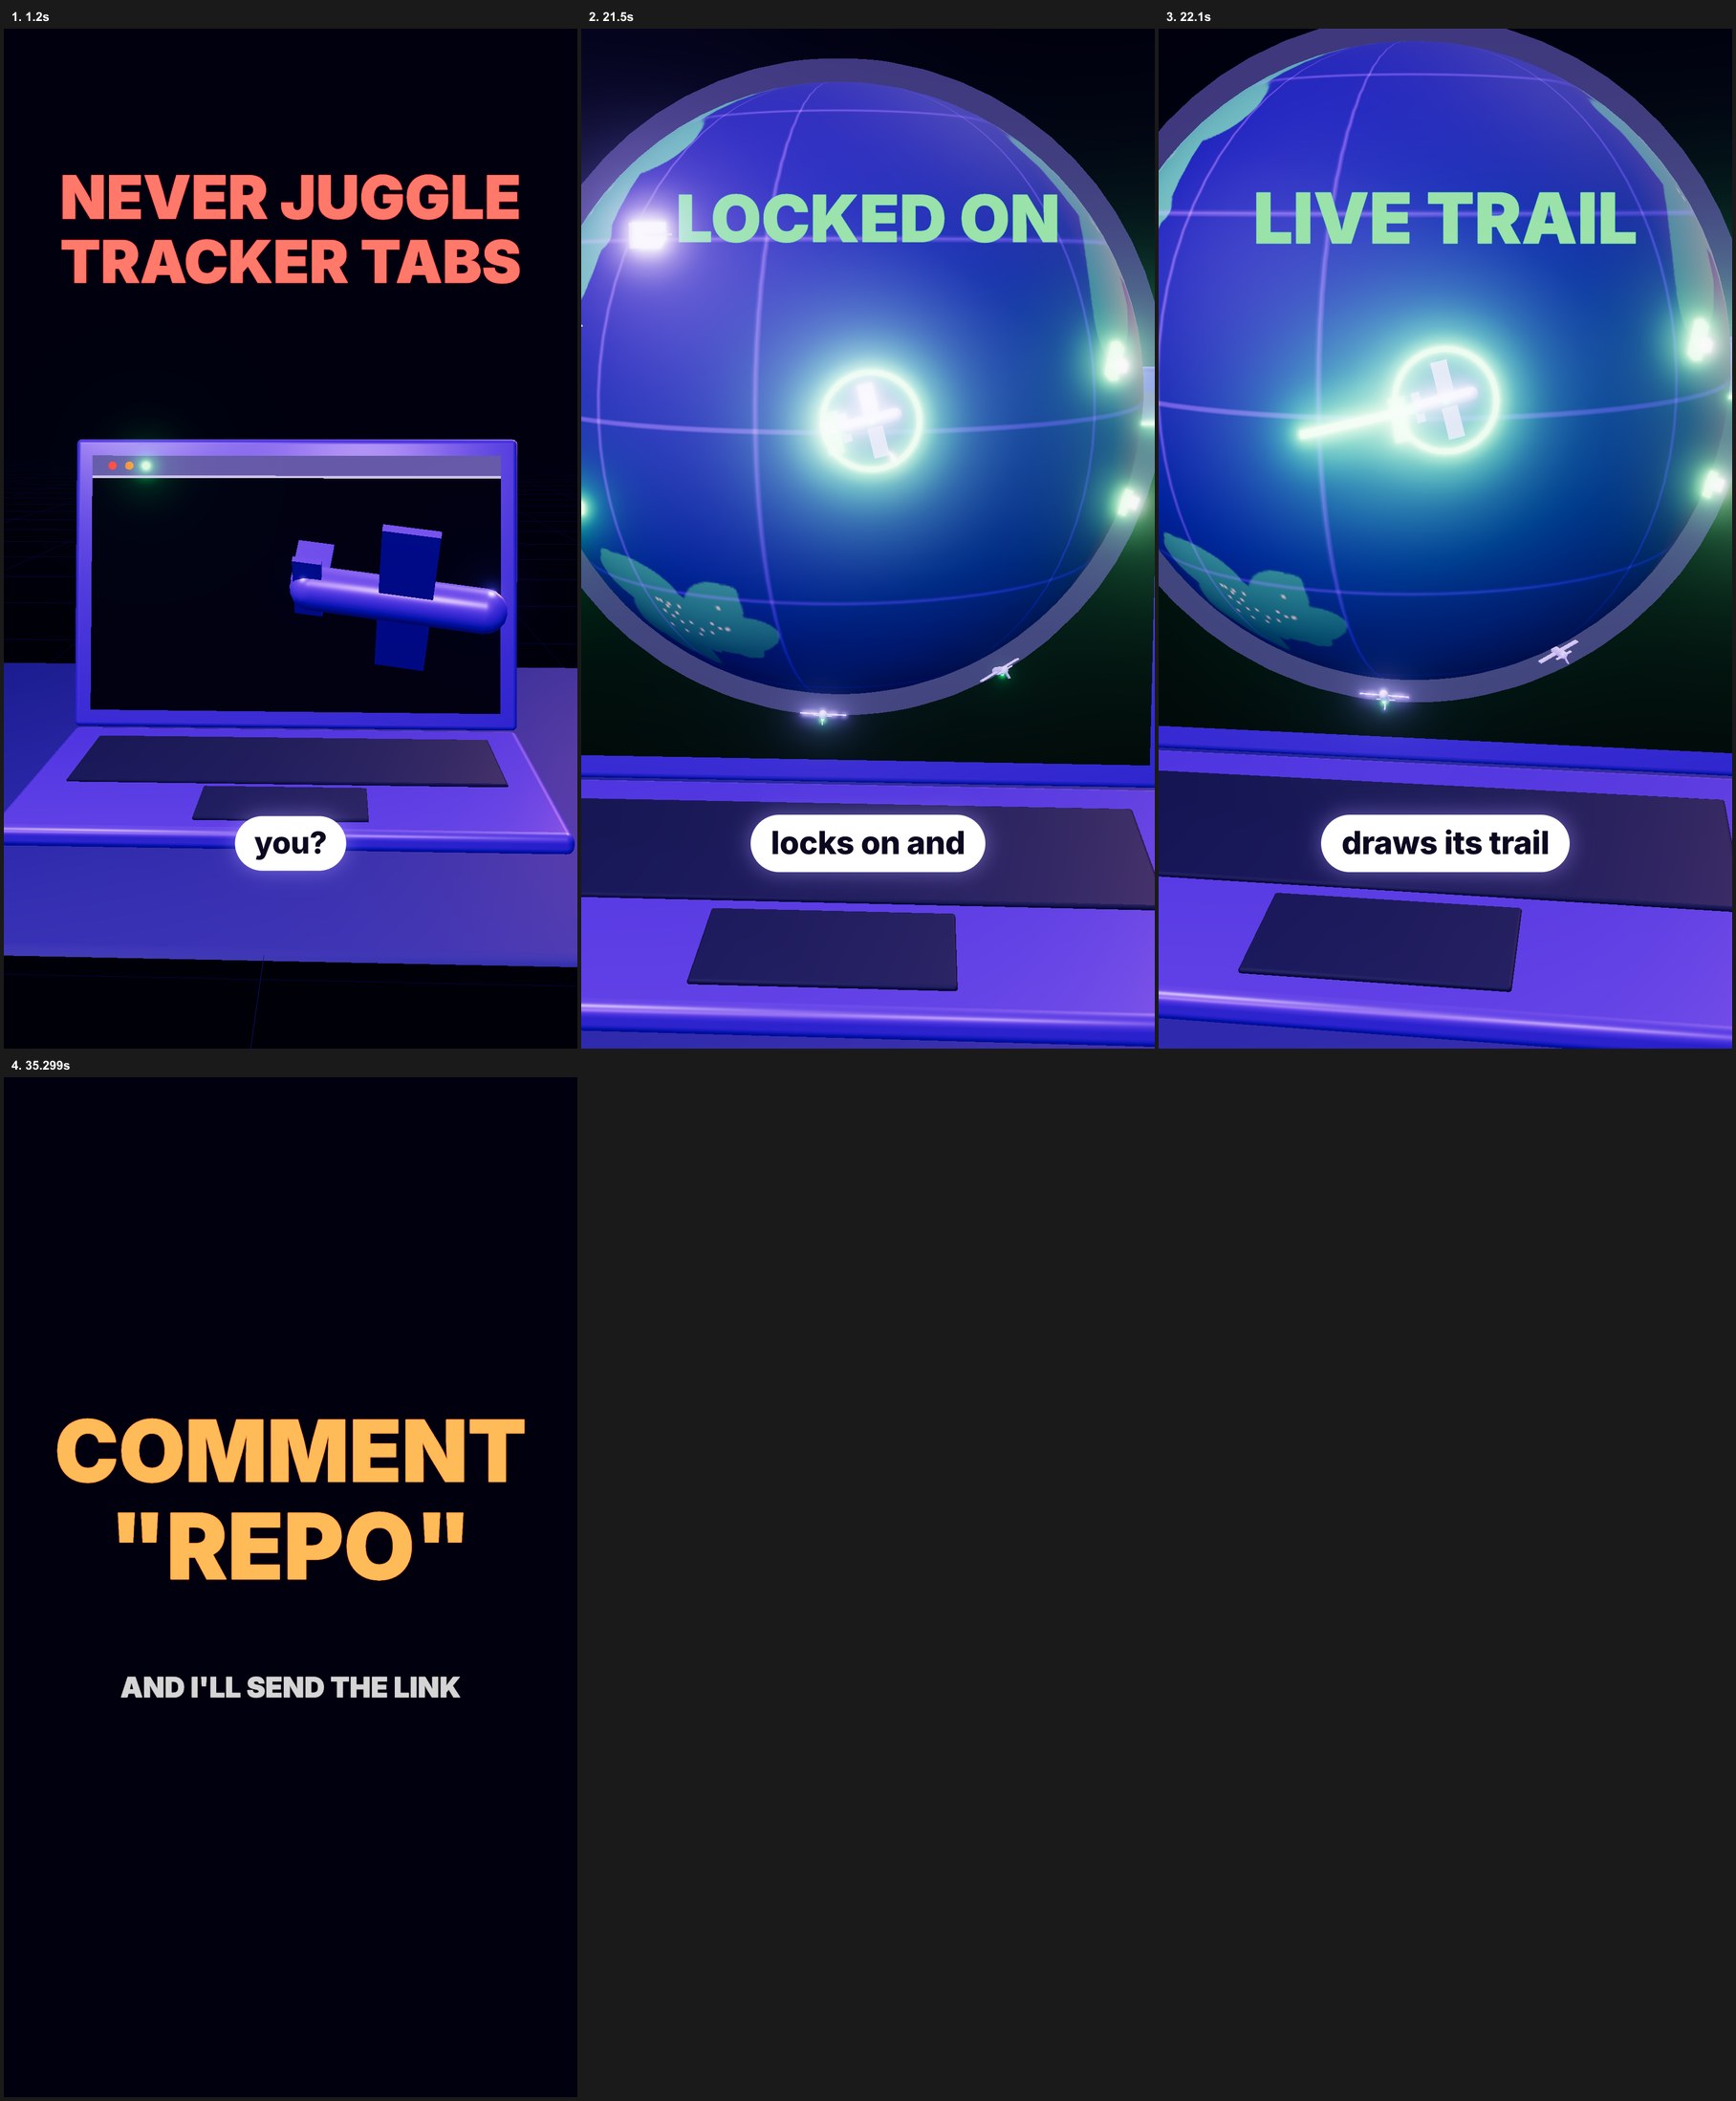 1. 1.2s
NEVER JUGGLE
TRACKER TABS
you?
2. 21.5s
LOCKED ON
locks on and
3. 22.1s
LIVE TRAIL
draws its trail
4. 35.299s
COMMENT
"REPO"
AND I'LL SEND THE LINK